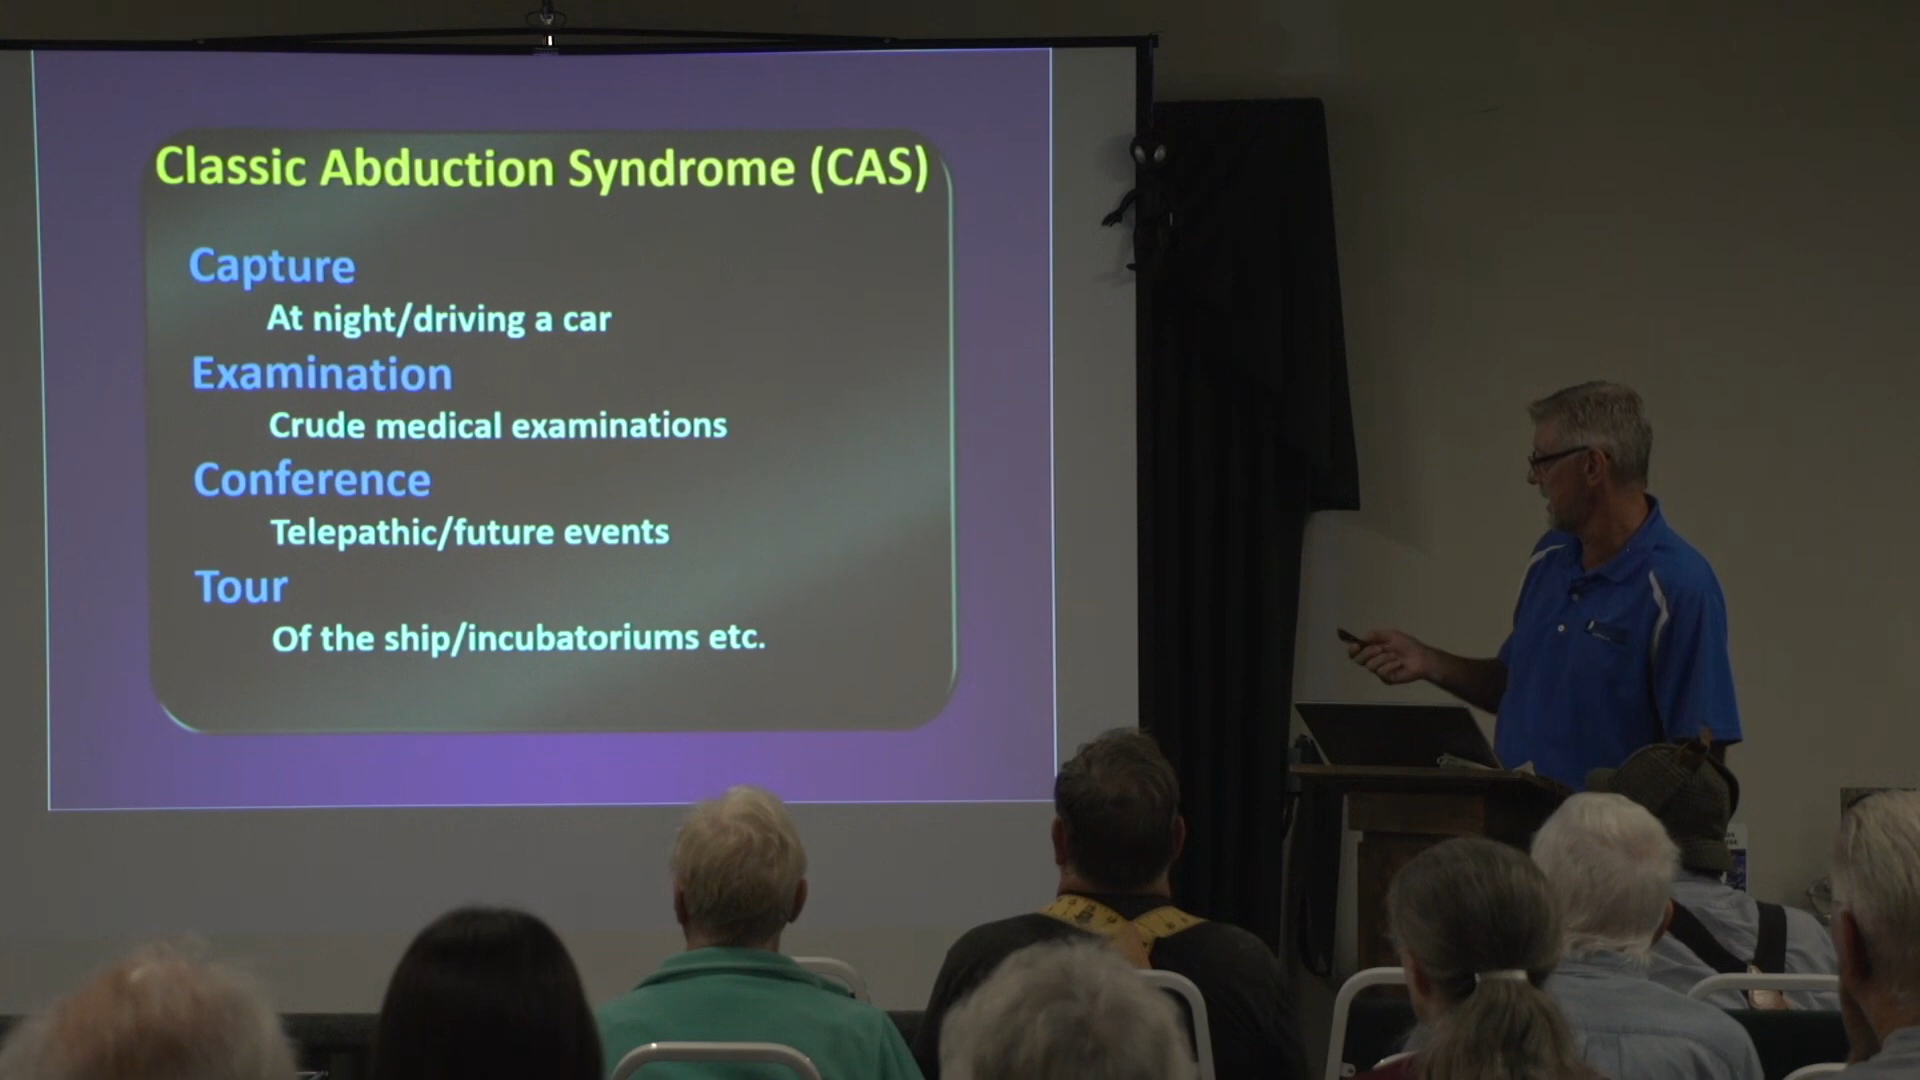 Classic Abduction Syndrome (CAS)
Capture
At night/driving a car
Examination
Crude medical examinations
Conference
Telepathic/future events
Tour
Of the ship/incubatoriums etc.